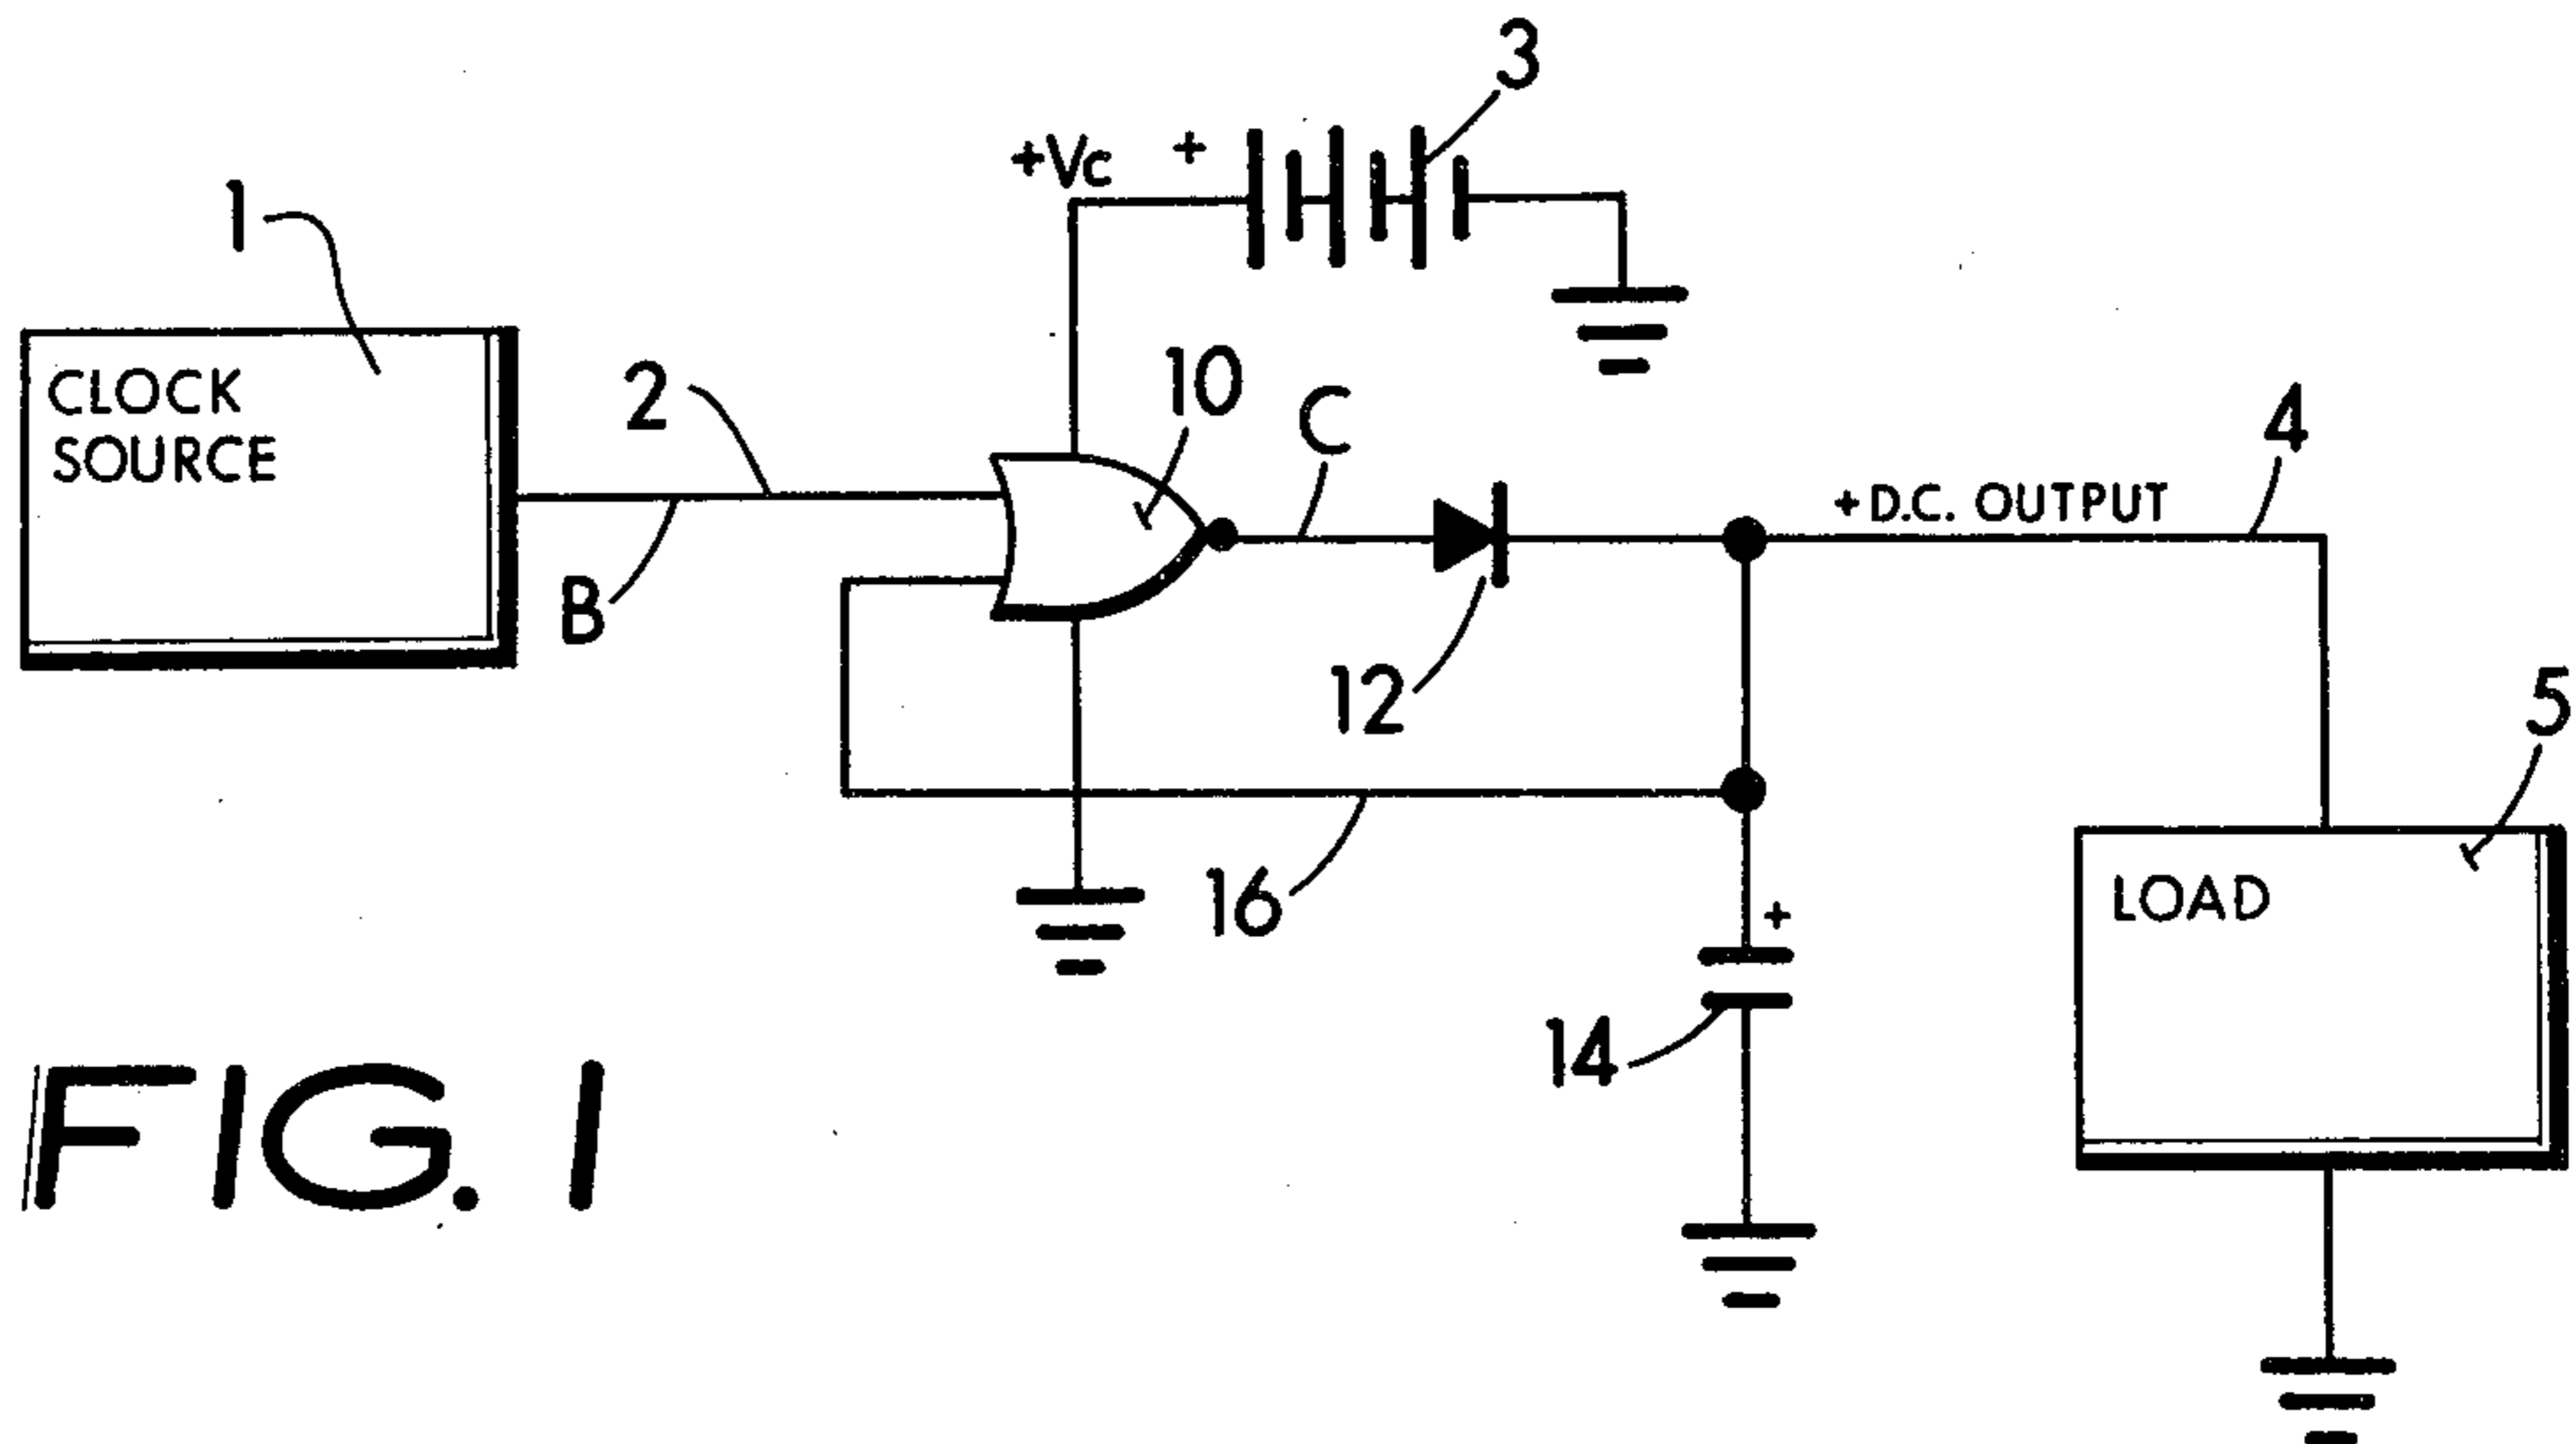 3
+Vc +
1
CLOCK
SOURCE
2
10
C
4
+D.C. OUTPUT
B
12
5
16
LOAD
+
14
FIG. 1